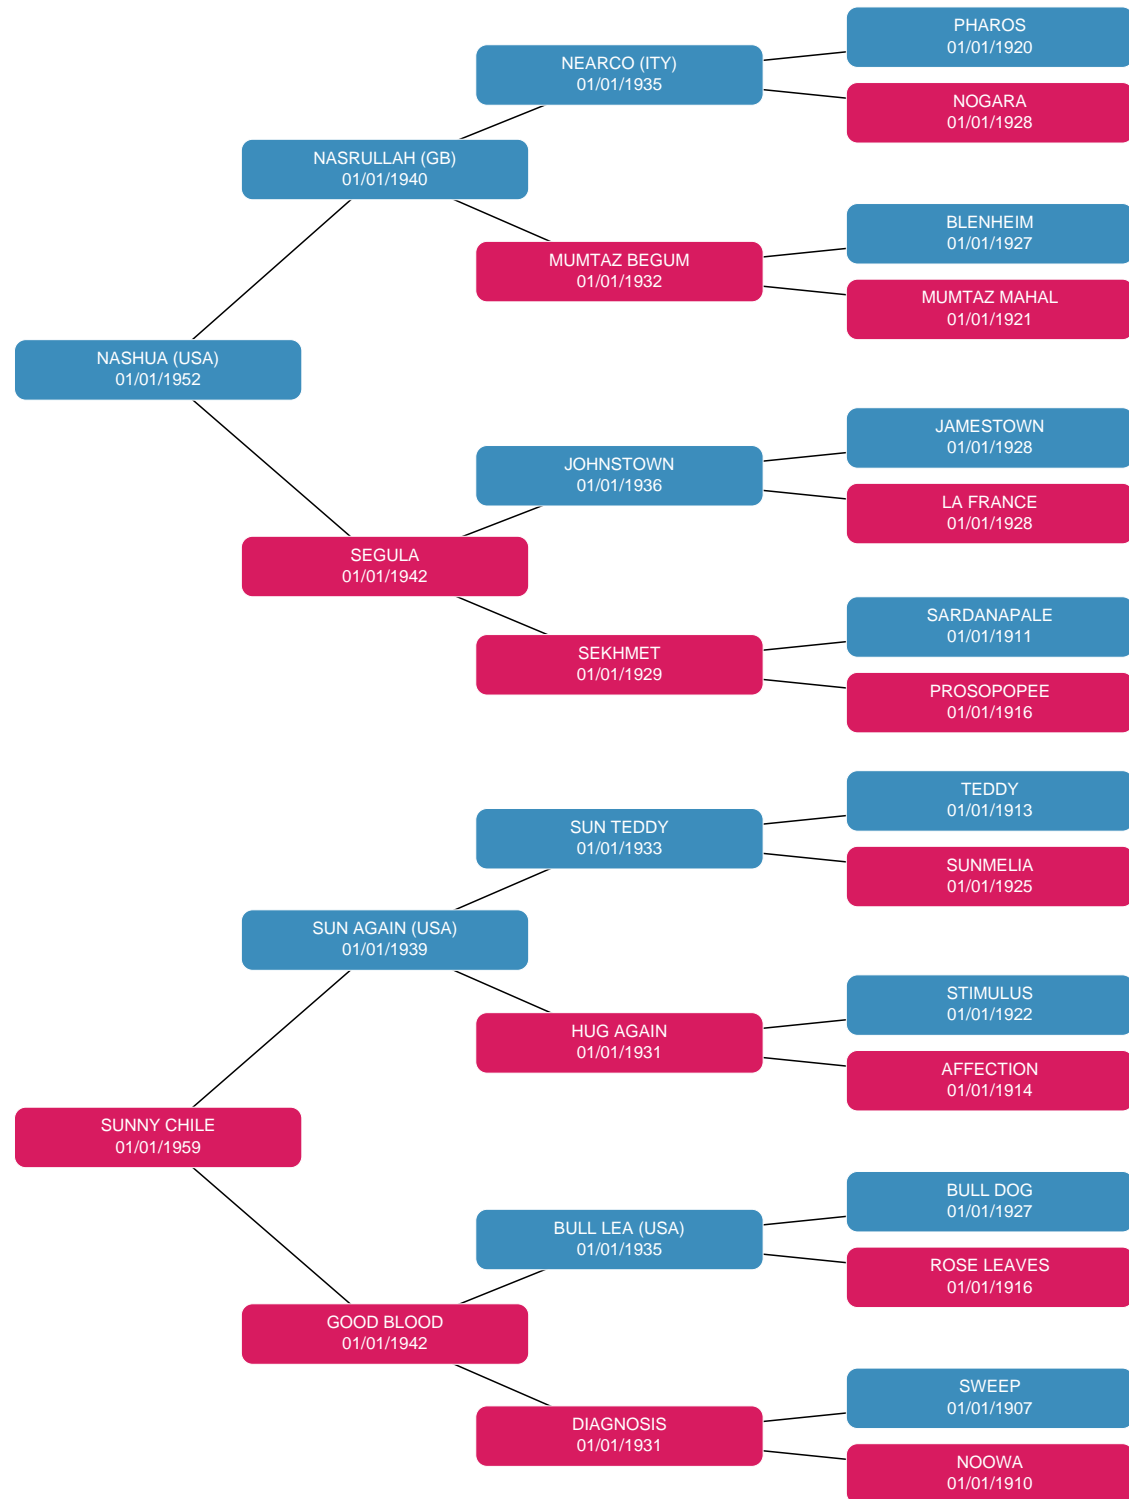 PHAROS
01/01/1920
NEARCO (ITY)
01/01/1935
NOGARA
01/01/1928
NASRULLAH (GB)
01/01/1940
BLENHEIM
01/01/1927
MUMTAZ BEGUM
01/01/1932
MUMTAZ MAHAL
01/01/1921
NASHUA (USA)
01/01/1952
JAMESTOWN
01/01/1928
JOHNSTOWN
01/01/1936
LA FRANCE
01/01/1928
SEGULA
01/01/1942
SARDANAPALE
01/01/1911
SEKHMET
01/01/1929
PROSOPOPEE
01/01/1916
TEDDY
01/01/1913
SUN TEDDY
01/01/1933
SUNMELIA
01/01/1925
SUN AGAIN (USA)
01/01/1939
STIMULUS
01/01/1922
HUG AGAIN
01/01/1931
AFFECTION
01/01/1914
SUNNY CHILE
01/01/1959
BULL DOG
01/01/1927
BULL LEA (USA)
01/01/1935
ROSE LEAVES
01/01/1916
GOOD BLOOD
01/01/1942
SWEEP
01/01/1907
DIAGNOSIS
01/01/1931
NOOWA
01/01/1910